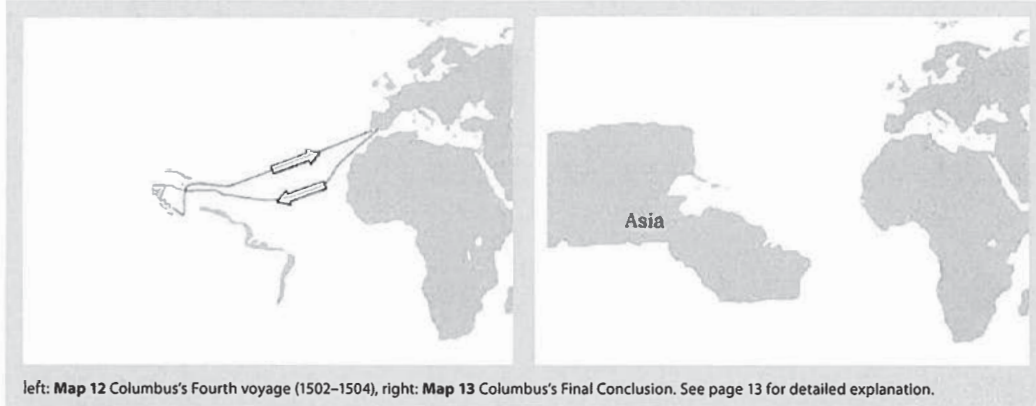 Asia
left: Map 12 Columbus's Fourth voyage (1502–1504), right: Map 13 Columbus's Final Conclusion. See page 13 for detailed explanation.